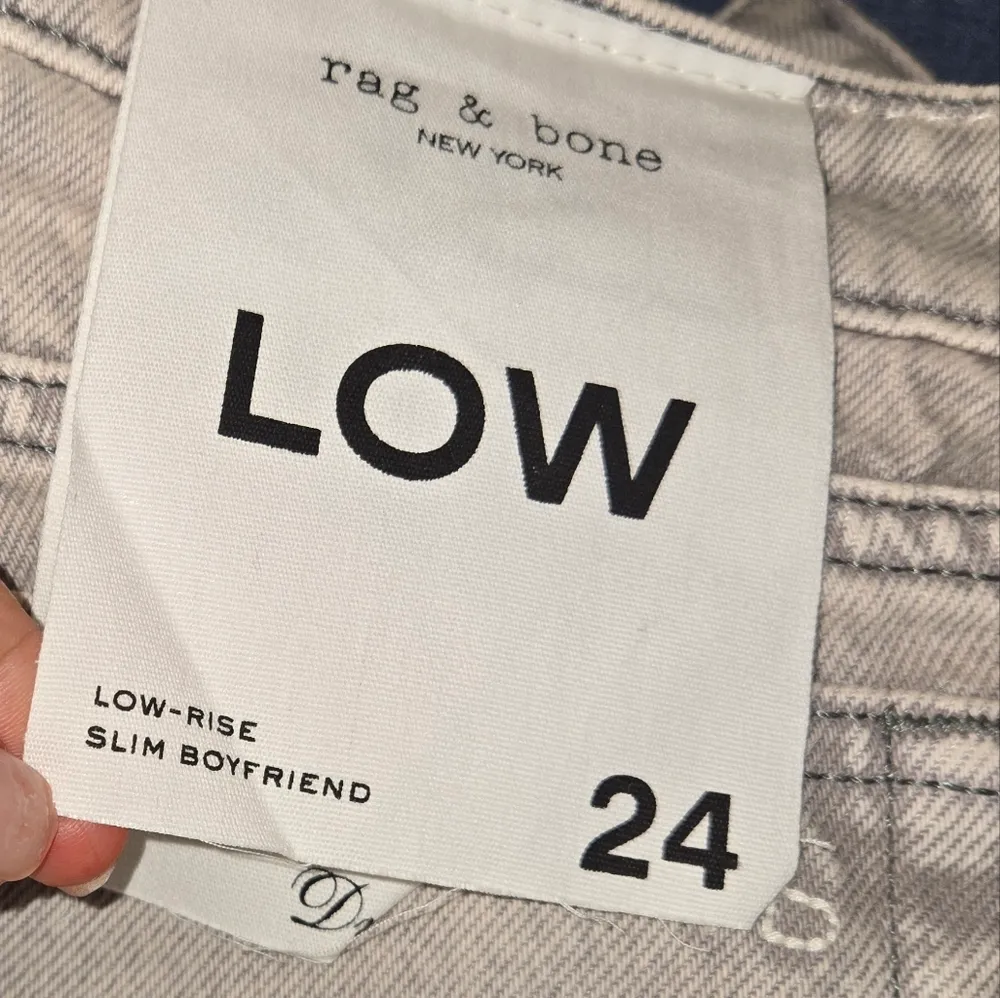 rag & bone
NEW YORK
LOW
LOW-RISE
SLIM BOYFRIEND
24